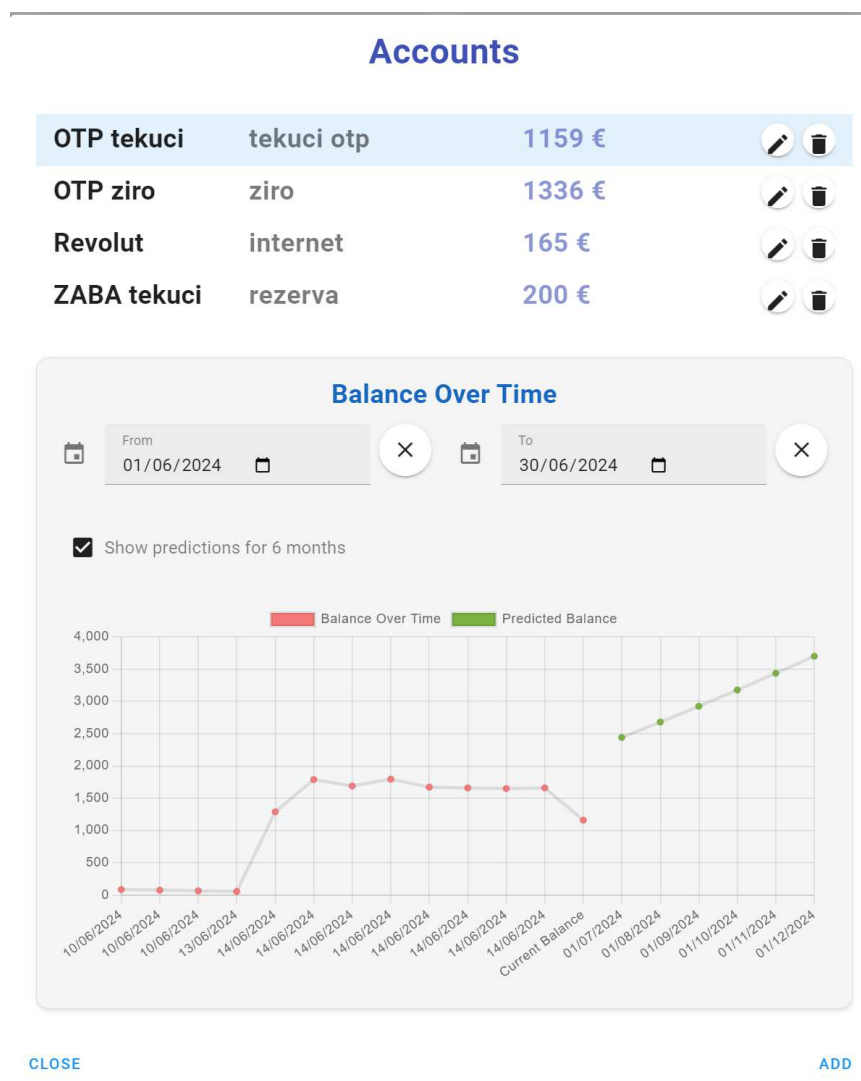 Accounts
OTP tekuci tekuci otp 1159 €
OTP ziro ziro 1336 €
Revolut internet 165 €
ZABA tekuci rezerva 200 €
Balance Over Time
From To
01/06/2024 30/06/2024
Show predictions for 6 months
Balance Over Time Predicted Balance
4,000
3,500
3,000
2,500
2,000
1,500
1,000
500
0
10/06/2024 10/06/2024 10/06/2024 13/06/2024 14/06/2024 14/06/2024 14/06/2024 14/06/2024 14/06/2024 14/06/2024 14/06/2024 14/06/2024 Current Balance 01/07/2024 01/08/2024 01/09/2024 01/10/2024 01/11/2024 01/12/2024
CLOSE ADD